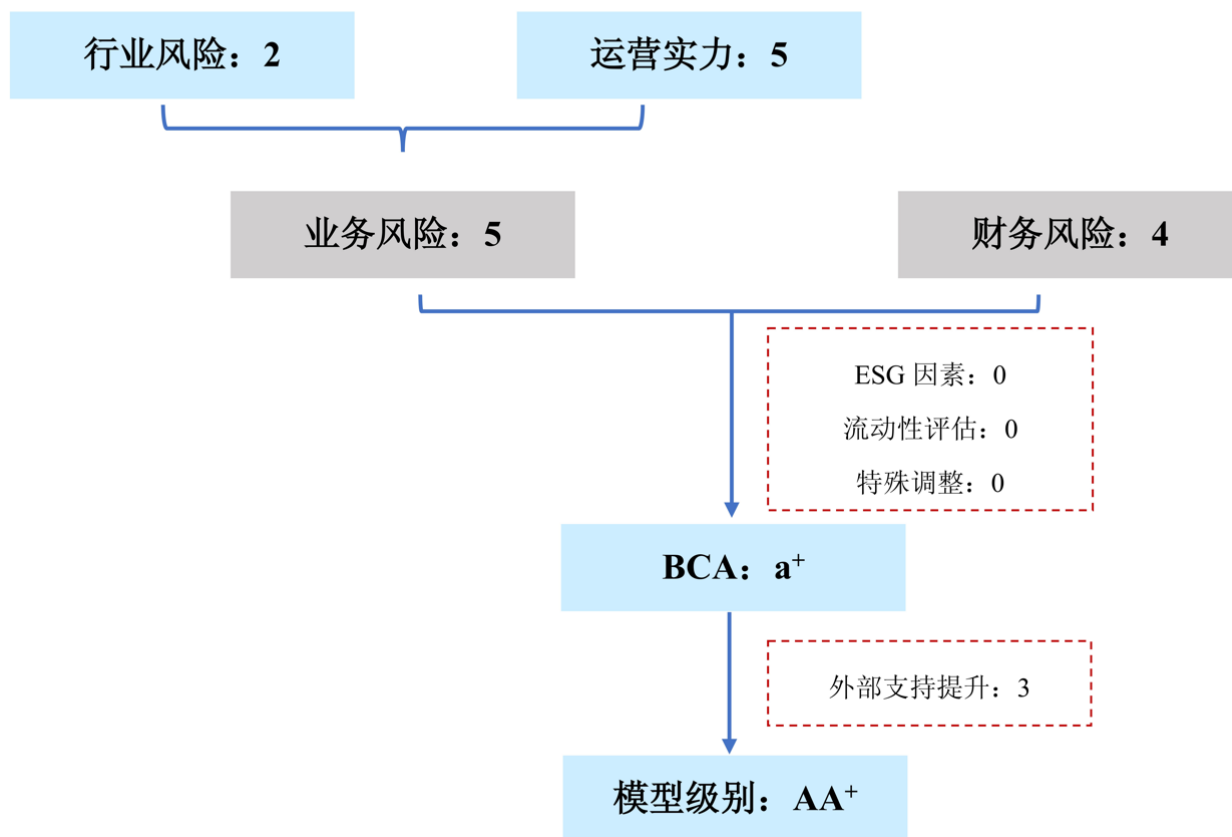 行业风险：2
运营实力：5
业务风险：5
财务风险：4
ESG 因素：0
流动性评估：0
特殊调整：0
BCA：a⁺
外部支持提升：3
模型级别：AA⁺